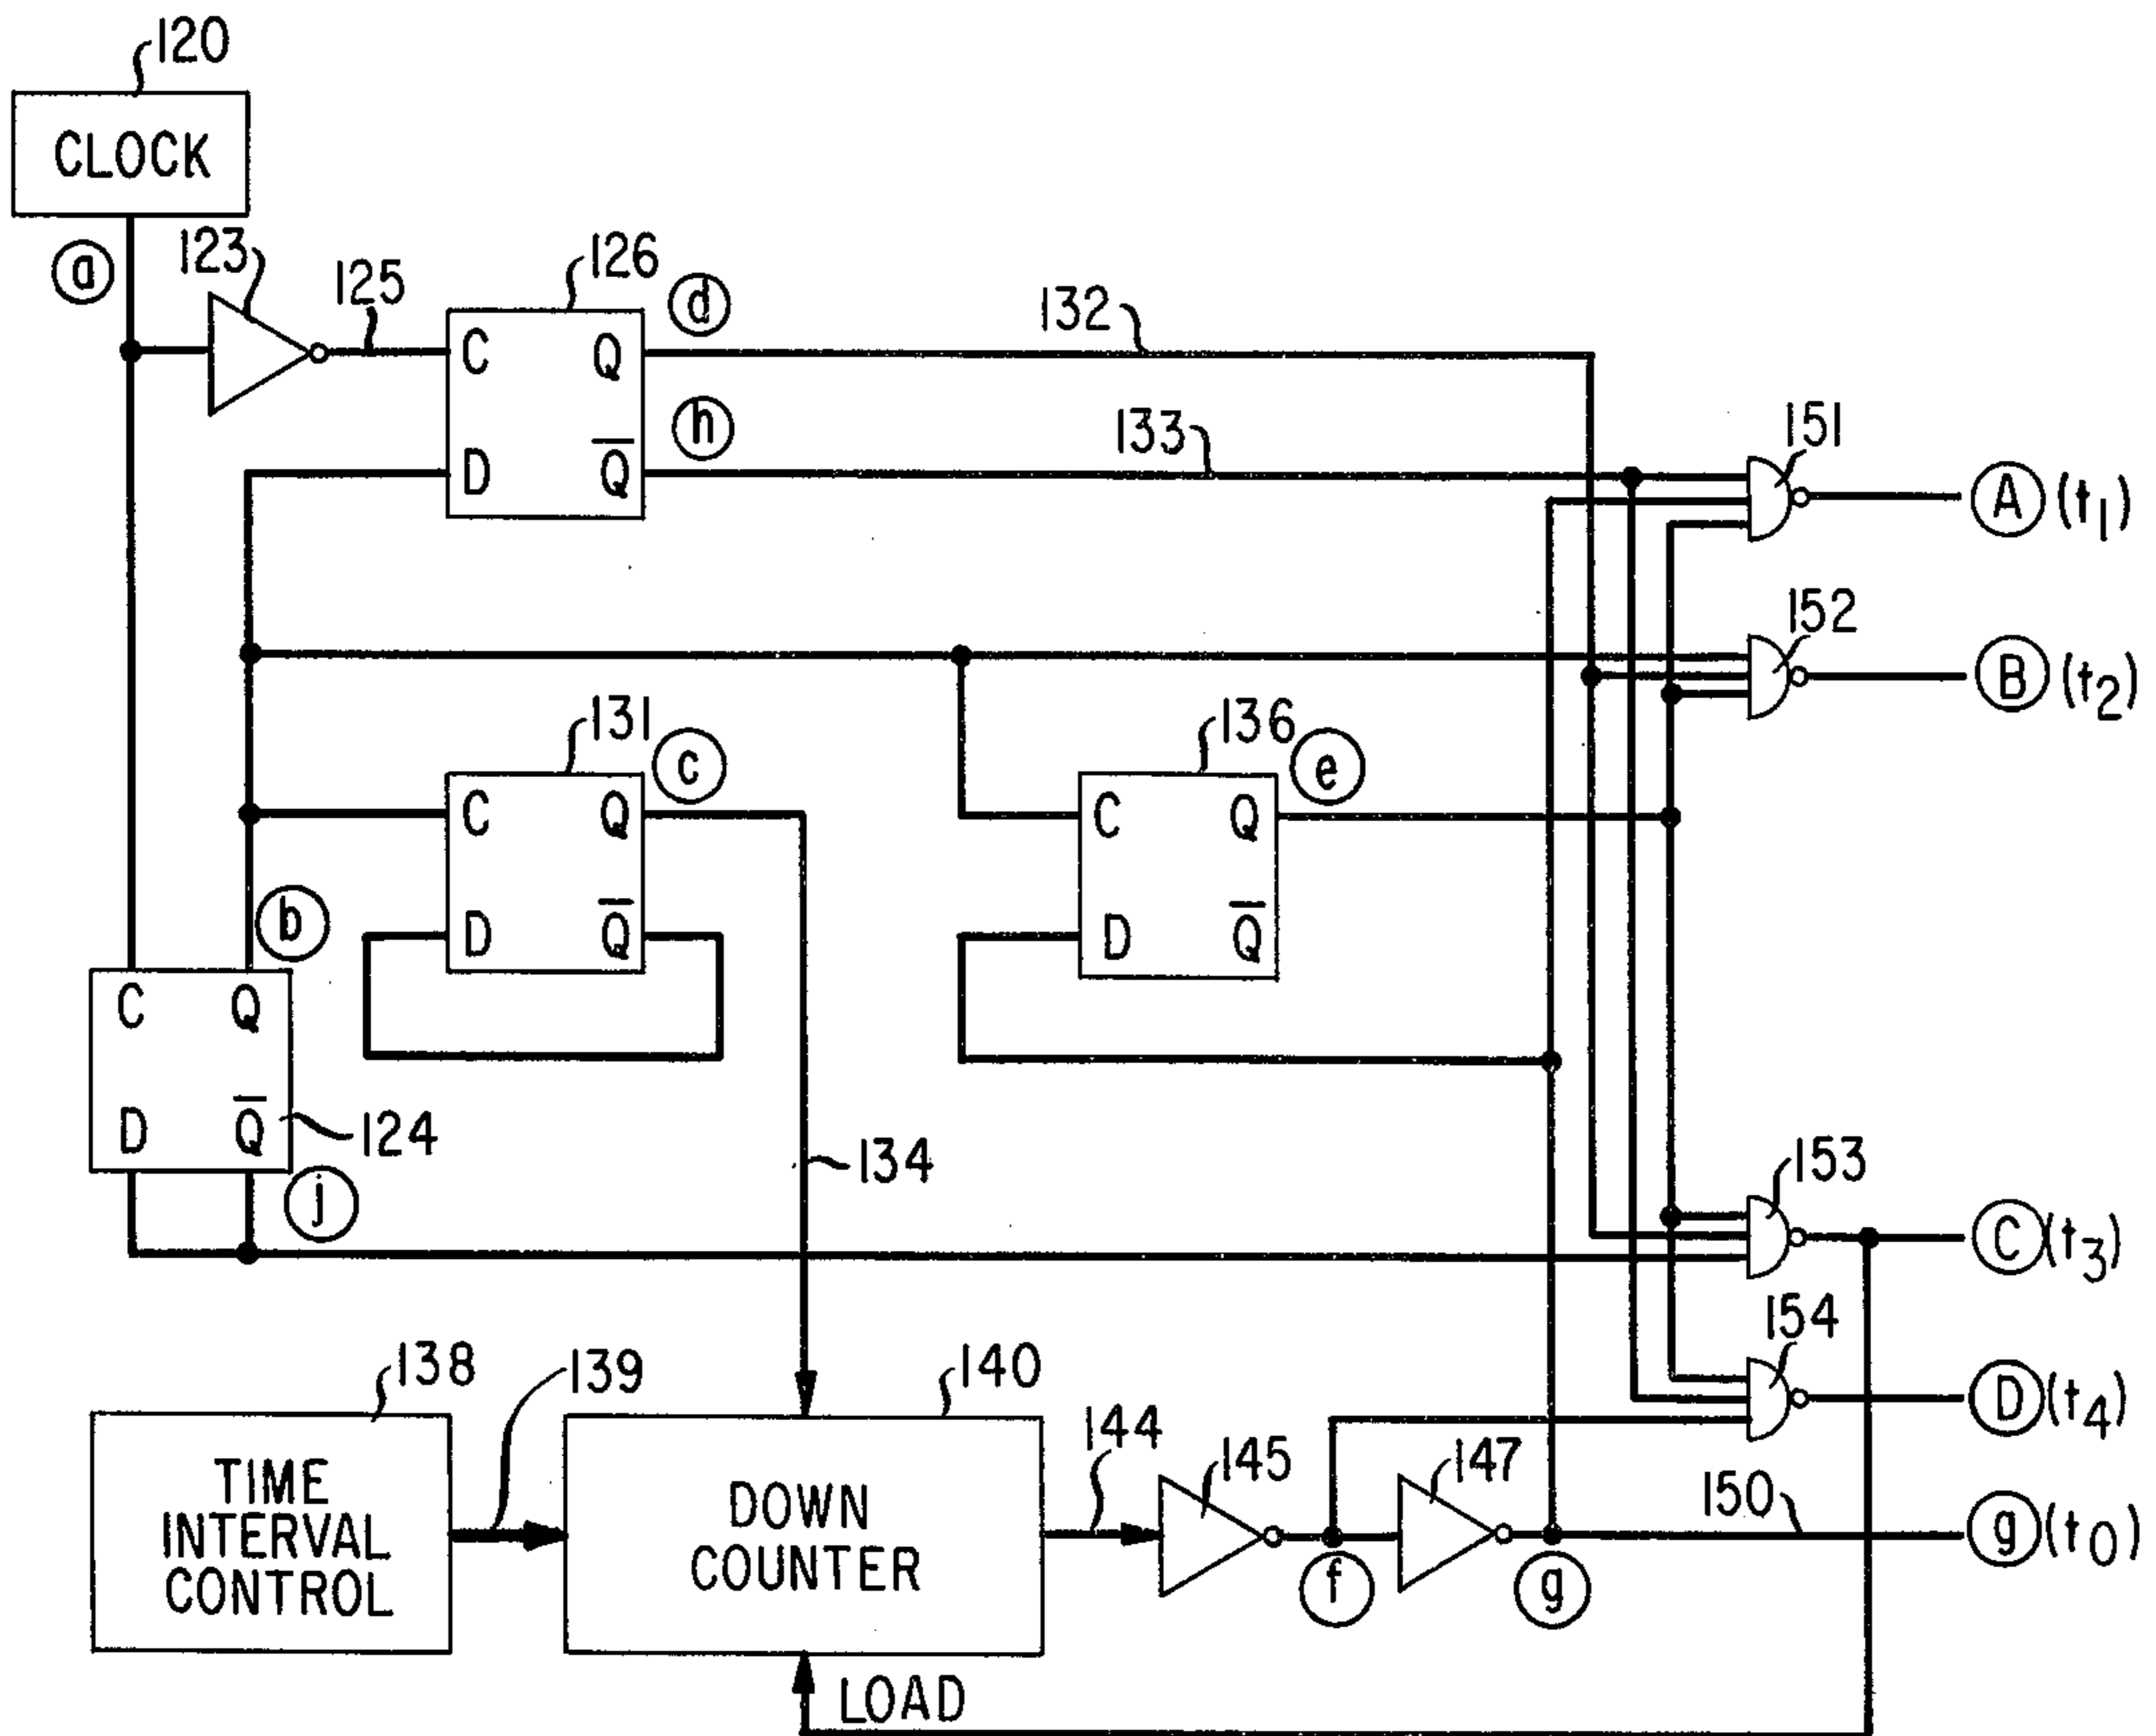 120
CLOCK
a
123
125
126
d
C
Q
D
Q̅
h
132
133
151
A (t1)
152
B (t2)
131
c
C
Q
D
Q̅
136
e
C
Q
D
Q̅
b
C
Q
D
Q̅
124
j
134
153
C (t3)
154
D (t4)
138
TIME
INTERVAL
CONTROL
139
140
DOWN
COUNTER
144
145
f
147
g
150
g (t0)
LOAD